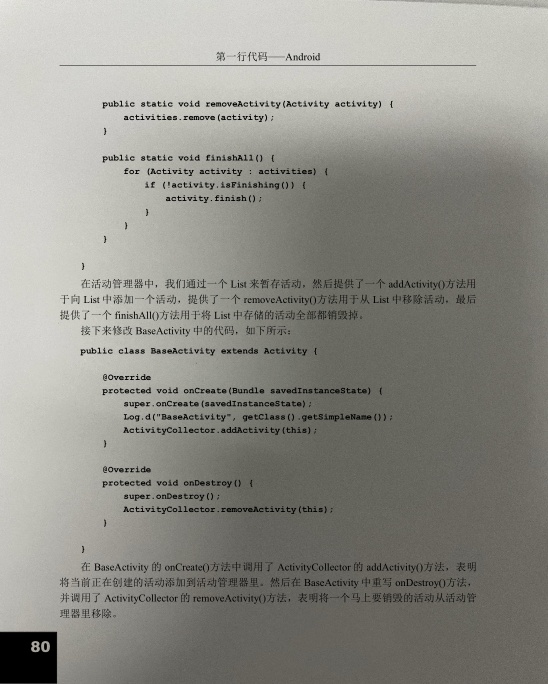 第一行代码——Android
public static void removeActivity(Activity activity) {
activities.remove(activity);
}
public static void finishAll() {
for (Activity activity : activities) {
if (!activity.isFinishing()) {
activity.finish();
}
}
}
}
在活动管理器中，我们通过一个 List 来暂存活动，然后提供了一个 addActivity()方法用
于向 List 中添加一个活动，提供了一个 removeActivity()方法用于从 List 中移除活动，最后
提供了一个 finishAll()方法用于将 List 中存储的活动全部都销毁掉。
接下来修改 BaseActivity 中的代码，如下所示：
public class BaseActivity extends Activity {
@Override
protected void onCreate(Bundle savedInstanceState) {
super.onCreate(savedInstanceState);
Log.d("BaseActivity", getClass().getSimpleName());
ActivityCollector.addActivity(this);
}
@Override
protected void onDestroy() {
super.onDestroy();
ActivityCollector.removeActivity(this);
}
}
在 BaseActivity 的 onCreate()方法中调用了 ActivityCollector 的 addActivity()方法，表明
将当前正在创建的活动添加到活动管理器里。然后在 BaseActivity 中重写 onDestroy()方法，
并调用了 ActivityCollector 的 removeActivity()方法，表明将一个马上要销毁的活动从活动管
理器里移除。
80